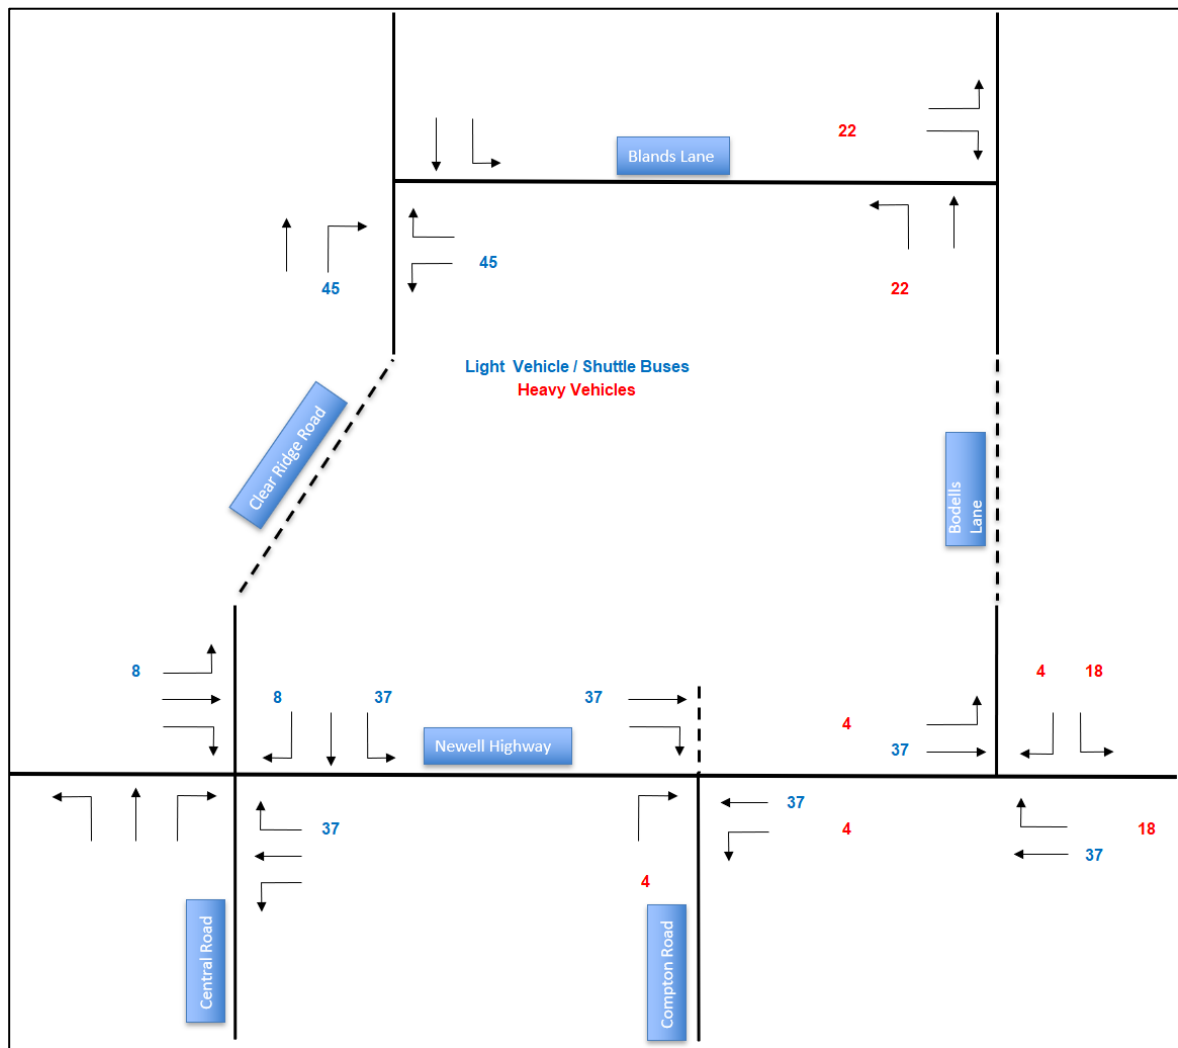 22
Blands Lane
45
45
22
Light Vehicle / Shuttle Buses
Heavy Vehicles
Clear Ridge Road
Bodells
Lane
8
8
37
37
4
37
4
18
Newell Highway
37
37
4
4
18
37
Central Road
Compton Road